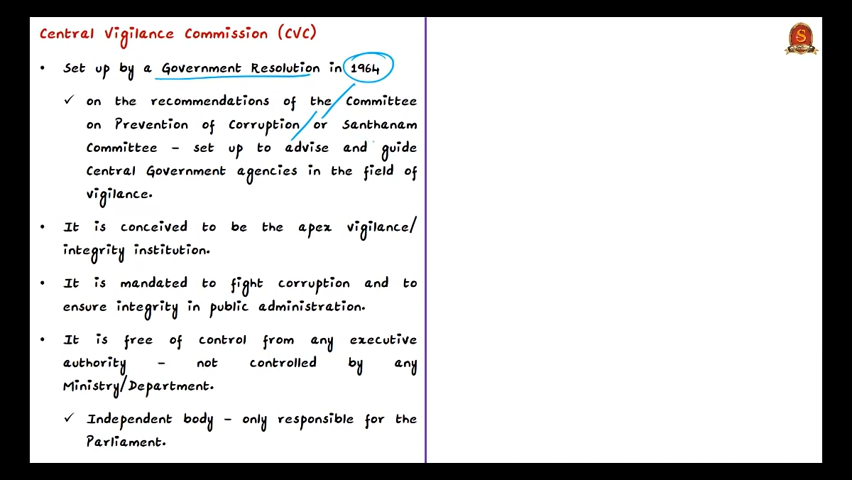 Central Vigilance Commission (CVC)
• Set up by a Government Resolution in 1964
✓ on the recommendations of the Committee
on Prevention of Corruption or Santhanam
Committee – set up to advise and guide
Central Government agencies in the field of
vigilance.
• It is conceived to be the apex vigilance/
integrity institution.
• It is mandated to fight corruption and to
ensure integrity in public administration.
• It is free of control from any executive
authority – not controlled by any
Ministry/Department.
✓ Independent body – only responsible for the
Parliament.
S